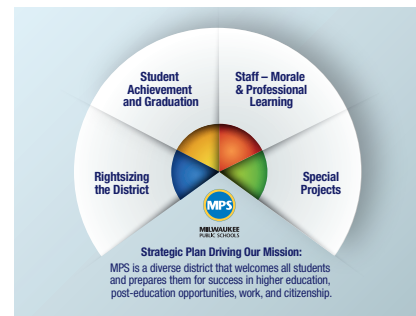 Student
Achievement
and Graduation
Staff – Morale
& Professional
Learning
Rightsizing
the District
Special
Projects
MPS
MILWAUKEE
PUBLIC SCHOOLS
Strategic Plan Driving Our Mission:
MPS is a diverse district that welcomes all students
and prepares them for success in higher education,
post-education opportunities, work, and citizenship.